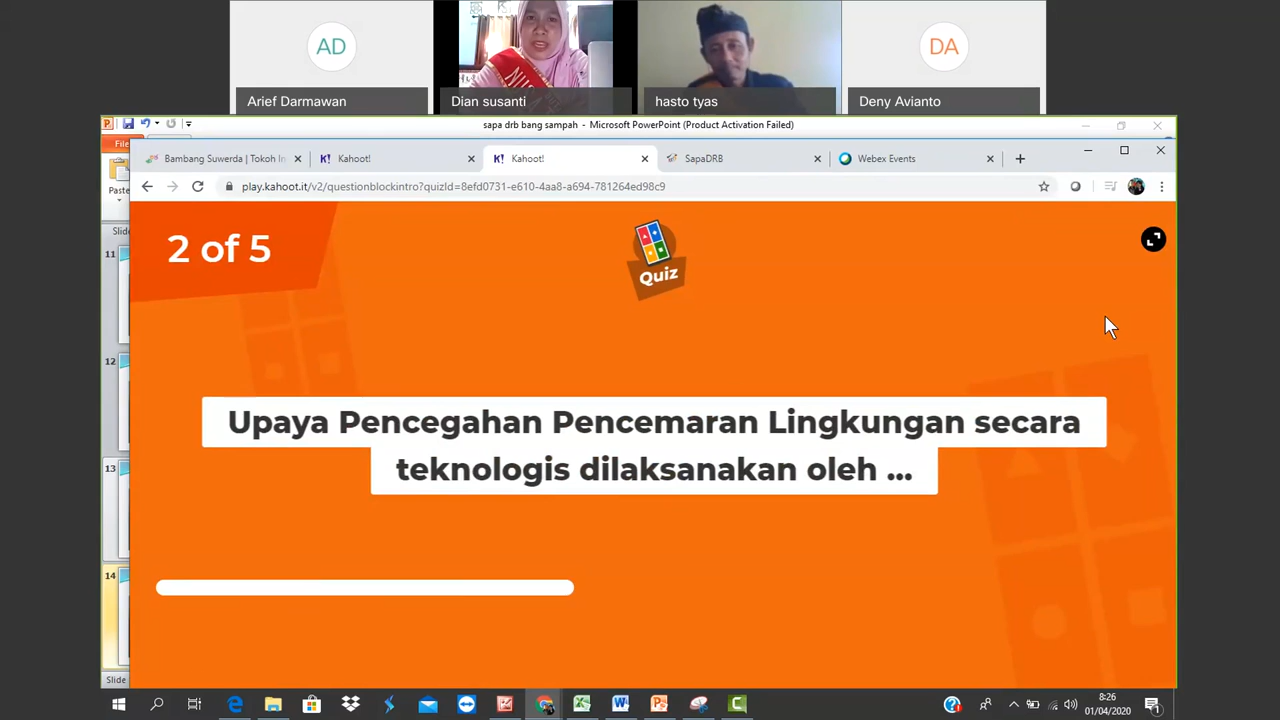 AD
DA
Arief Darmawan
Dian susanti
hasto tyas
Deny Avianto
sapa drb bang sampah - Microsoft PowerPoint (Product Activation Failed)
Bambang Suwerda | Tokoh In
Kahoot!
Kahoot!
SapaDRB
Webex Events
Paste
play.kahoot.it/v2/questionblockintro?quizId=8efd0731-e610-4aa8-a694-781264ed98c9
2 of 5
Quiz
Upaya Pencegahan Pencemaran Lingkungan secara
teknologis dilaksanakan oleh ...
11
12
13
14
Slide
8:26
01/04/2020